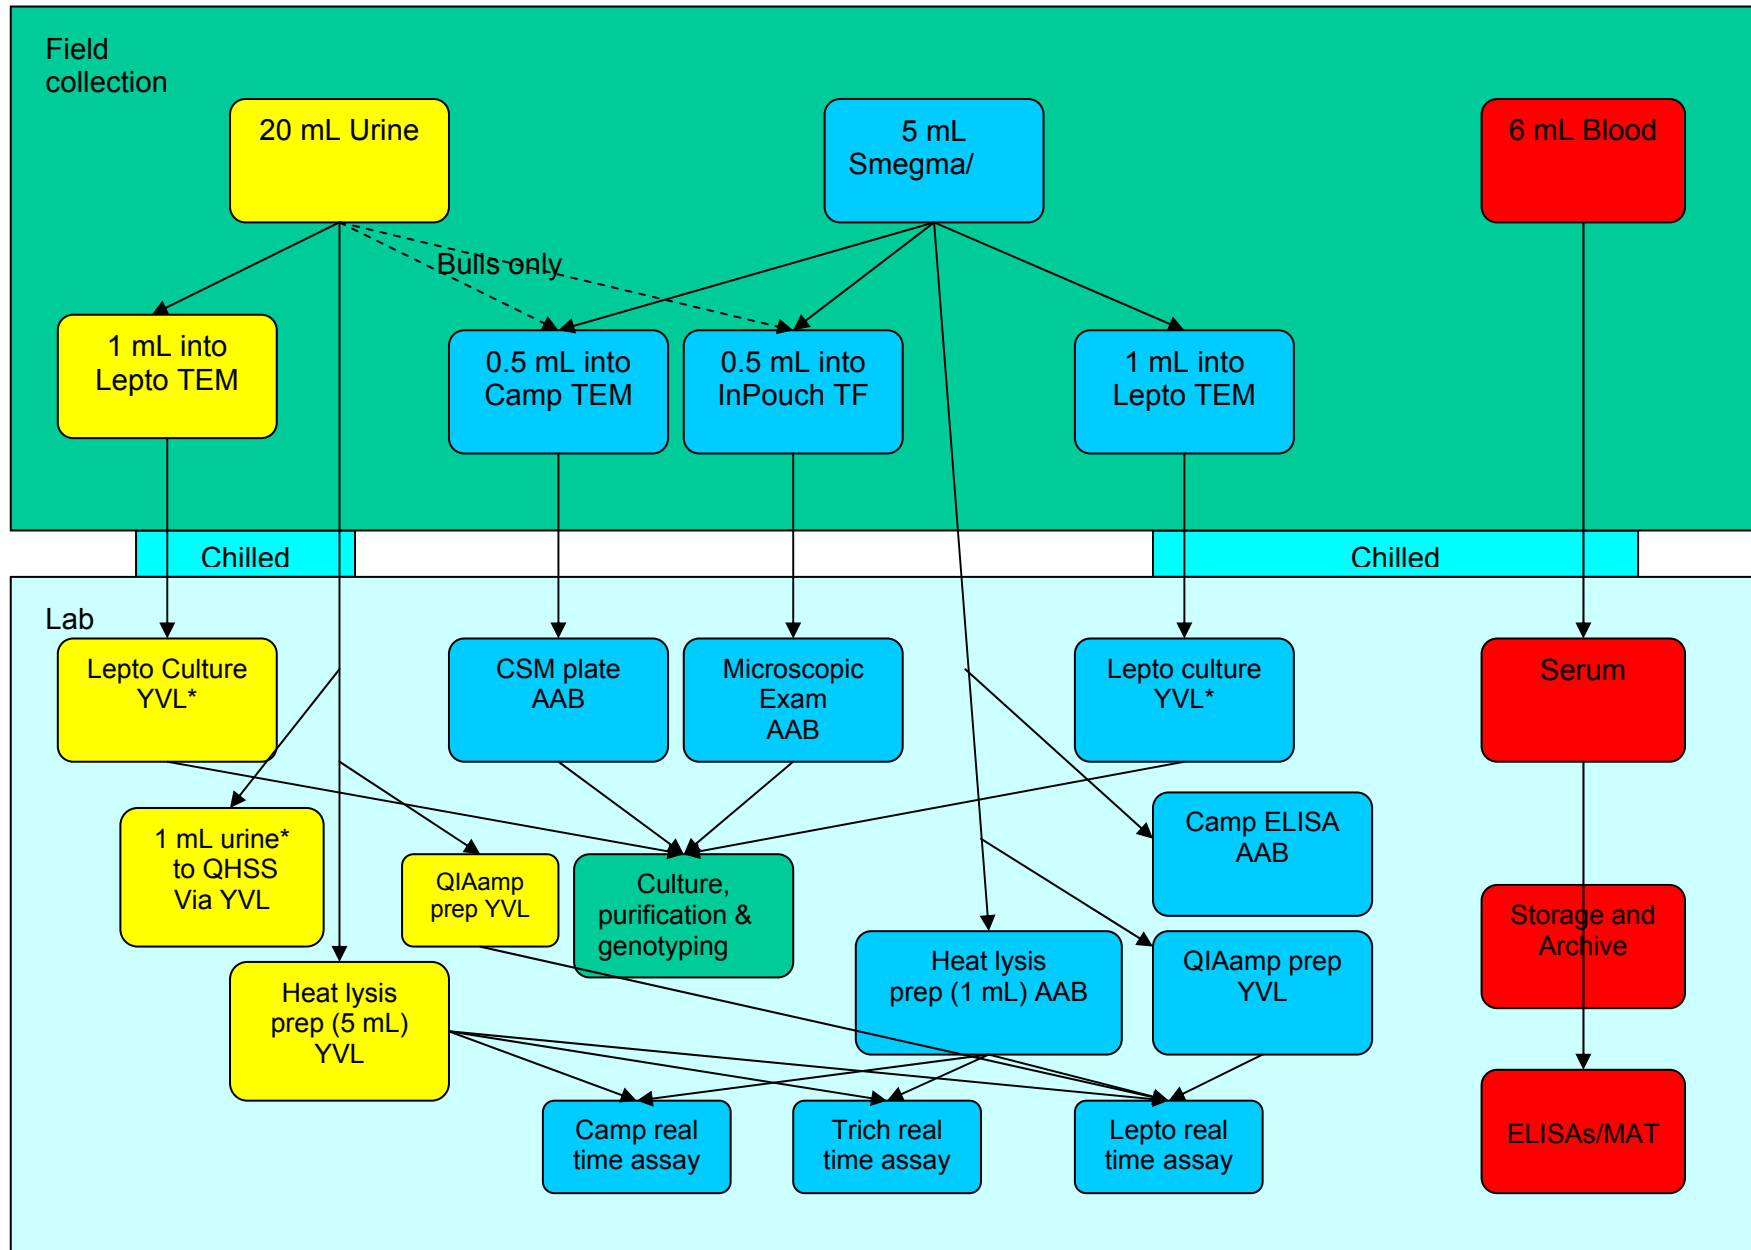 Field
collection
20 mL Urine
5 mL
Smegma/
6 mL Blood
Bulls only
1 mL into
Lepto TEM
0.5 mL into
Camp TEM
0.5 mL into
InPouch TF
1 mL into
Lepto TEM
Chilled
Chilled
Lab
Lepto Culture
YVL*
CSM plate
AAB
Microscopic
Exam
AAB
Lepto culture
YVL*
Serum
1 mL urine*
to QHSS
Via YVL
QIAamp
prep YVL
Culture,
purification &
genotyping
Camp ELISA
AAB
Storage and
Archive
Heat lysis
prep (5 mL)
YVL
Heat lysis
prep (1 mL) AAB
QIAamp prep
YVL
Camp real
time assay
Trich real
time assay
Lepto real
time assay
ELISAs/MAT